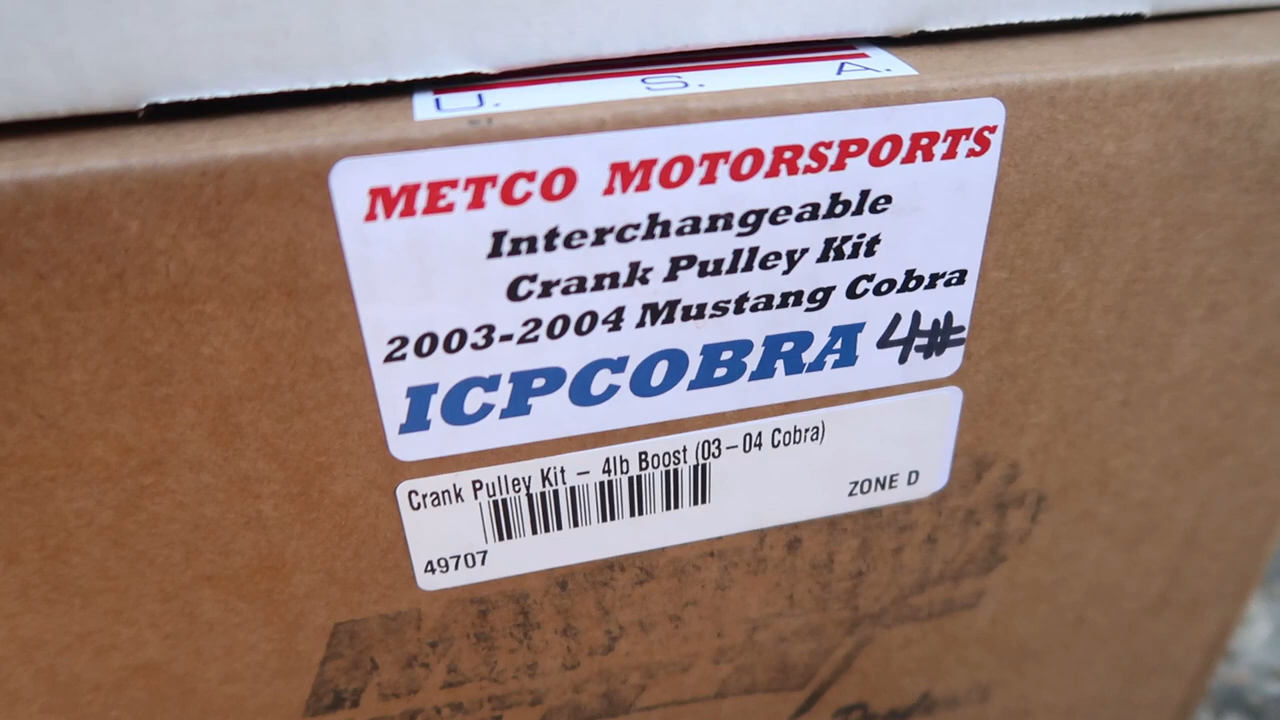 U. S. A.
METCO MOTORSPORTS
Interchangeable
Crank Pulley Kit
2003-2004 Mustang Cobra
ICPCOBRA 4#
Crank Pulley Kit - 4lb Boost (03-04 Cobra)
ZONE D
49707